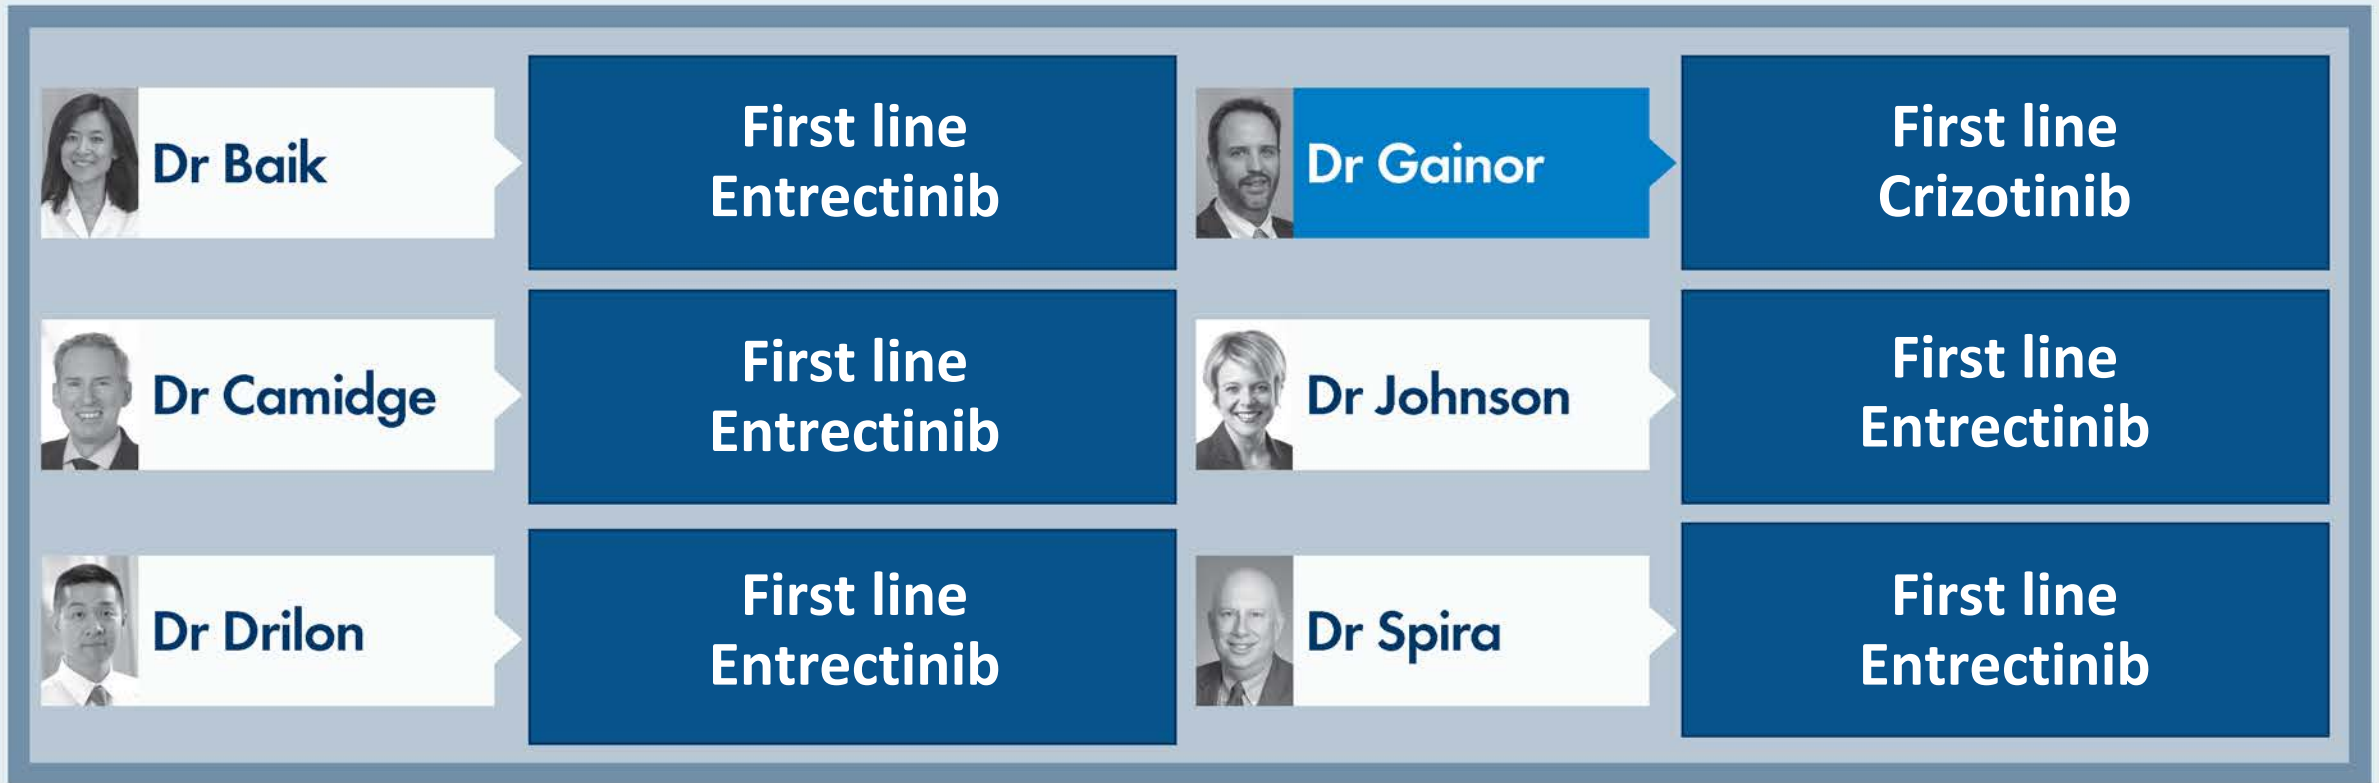 Dr Baik
First line
Entrectinib
Dr Gainor
First line
Crizotinib
Dr Camidge
First line
Entrectinib
Dr Johnson
First line
Entrectinib
Dr Drilon
First line
Entrectinib
Dr Spira
First line
Entrectinib